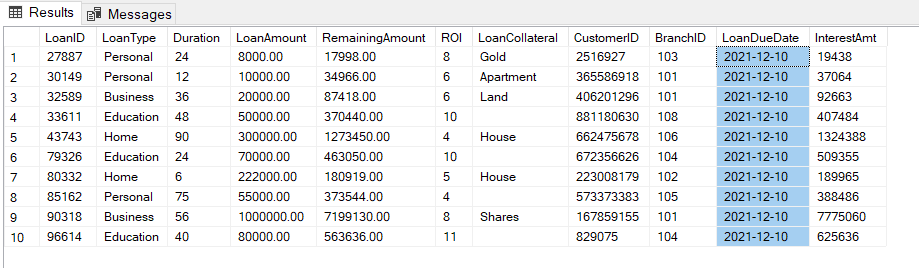 Results Messages
LoanID LoanType Duration LoanAmount RemainingAmount ROI LoanCollateral CustomerID BranchID LoanDueDate InterestAmt
1 27887 Personal 24 8000.00 17998.00 8 Gold 2516927 103 2021-12-10 19438
2 30149 Personal 12 10000.00 34966.00 6 Apartment 365586918 101 2021-12-10 37064
3 32589 Business 36 20000.00 87418.00 6 Land 406201296 101 2021-12-10 92663
4 33611 Education 48 50000.00 370440.00 10 881180630 108 2021-12-10 407484
5 43743 Home 90 300000.00 1273450.00 4 House 662475678 106 2021-12-10 1324388
6 79326 Education 24 70000.00 463050.00 10 672356626 104 2021-12-10 509355
7 80332 Home 6 222000.00 180919.00 5 House 223008179 102 2021-12-10 189965
8 85162 Personal 75 55000.00 373544.00 4 573373383 105 2021-12-10 388486
9 90318 Business 56 1000000.00 7199130.00 8 Shares 167859155 101 2021-12-10 7775060
10 96614 Education 40 80000.00 563636.00 11 829075 104 2021-12-10 625636